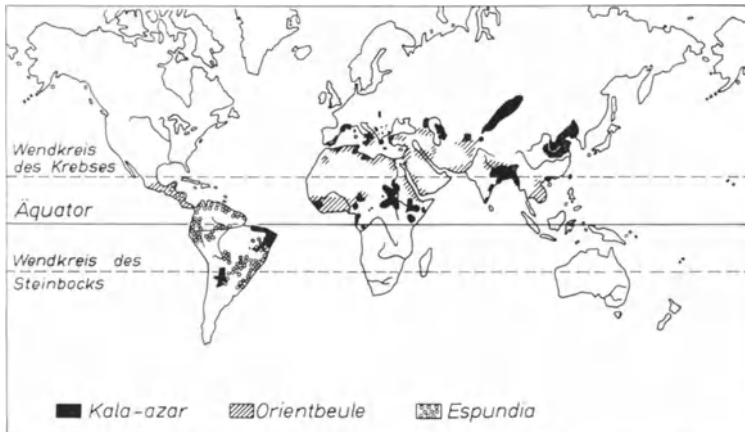 Wendkreis
des Krebses
Äquator
Wendkreis des
Steinbocks
Kala-azar Orientbeule Espundia